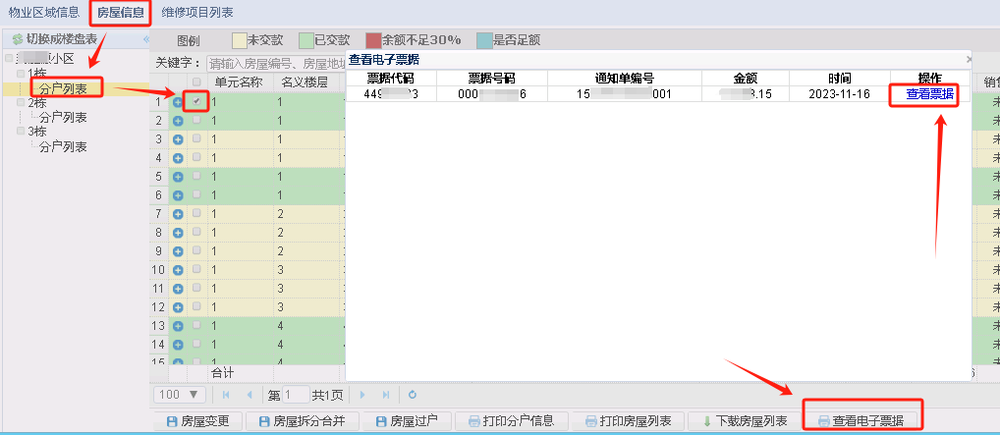 物业区域信息 房屋信息 维修项目列表
切换成楼盘表 图例 未交款 已交款 余额不足30% 是否足额
小区
关键字： 请输入房屋编号、房屋地
查看电子票据
票据代码 票据号码 通知单编号 金额 时间 操作
449 3 000 6 15 001 .15 2023-11-16 查看票据
1栋
分户列表
2栋
分户列表
3栋
分户列表
单元名称 名义楼层 销售
1 1 1 未
2 1 1 未
3 1 1 未
4 1 1 未
5 1 1 未
6 1 1 未
7 1 2 未
8 1 2 未
9 1 2 未
10 1 3 未
11 1 3 未
12 1 3 未
13 1 4 未
14 1 4 未
15 1 4 未
合计
100 第 1 共1页
房屋变更 房屋拆分合并 房屋过户 打印分户信息 打印房屋列表 下载房屋列表 查看电子票据